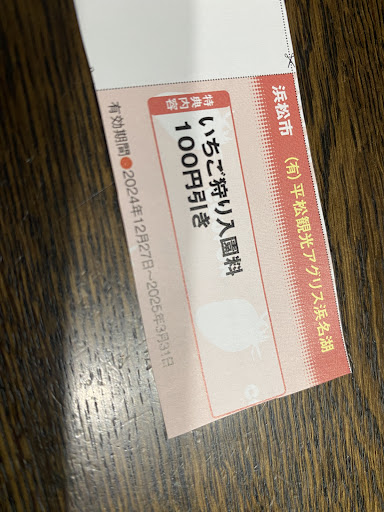 浜松市
(有)平松観光アグリス浜名湖
特典内容
いちご狩り入園料
100円引き
有効期間●2024年12月27日～2025年3月31日